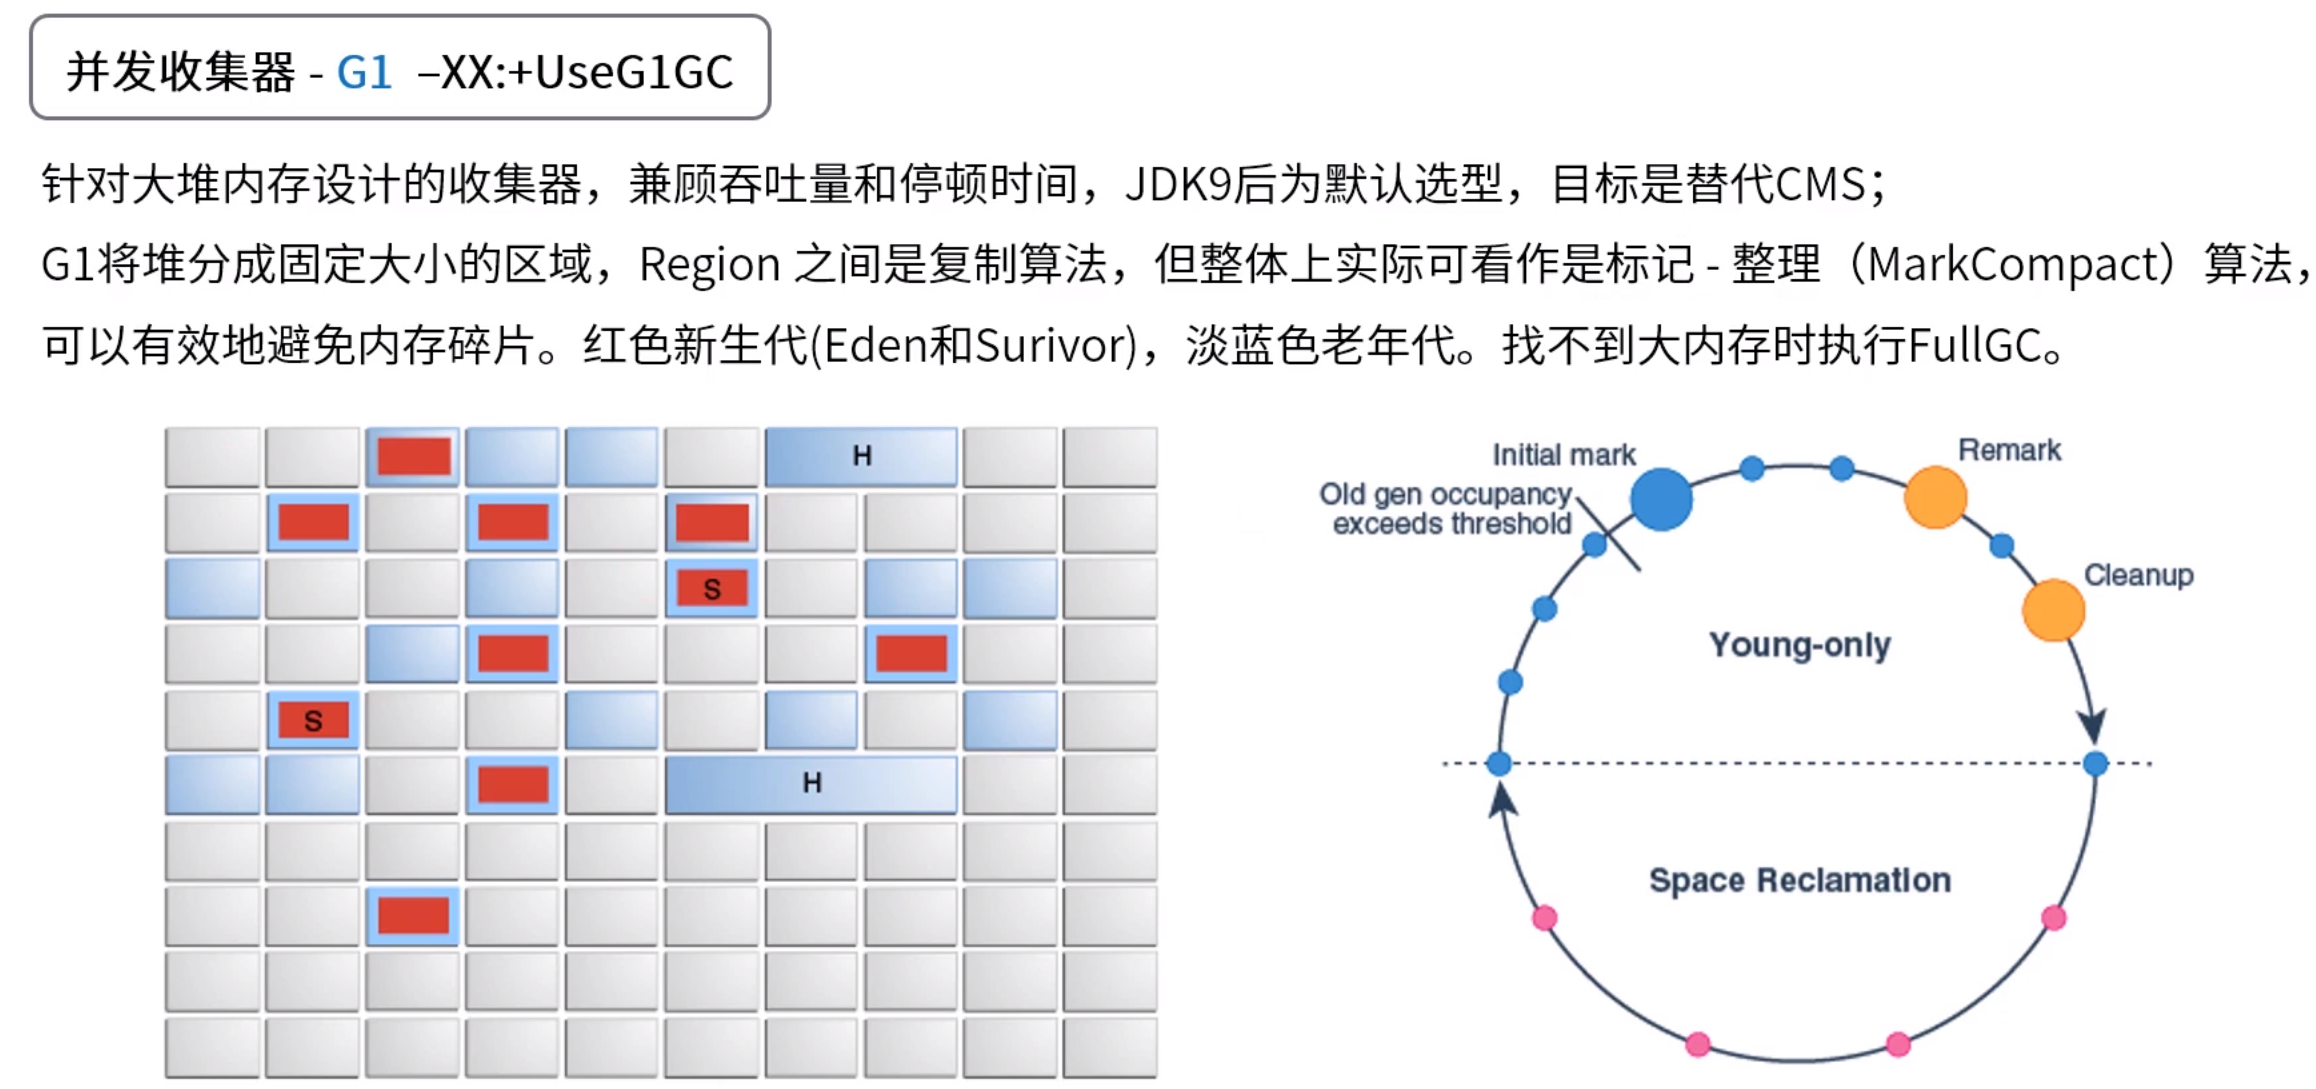 并发收集器 - G1 –XX:+UseG1GC
针对大堆内存设计的收集器，兼顾吞吐量和停顿时间，JDK9后为默认选型，目标是替代CMS；
G1将堆分成固定大小的区域，Region 之间是复制算法，但整体上实际可看作是标记 - 整理（MarkCompact）算法，
可以有效地避免内存碎片。红色新生代(Eden和Surivor)，淡蓝色老年代。找不到大内存时执行FullGC。
H
S
S
H
Initial mark
Old gen occupancy
exceeds threshold
Remark
Cleanup
Young-only
Space Reclamation